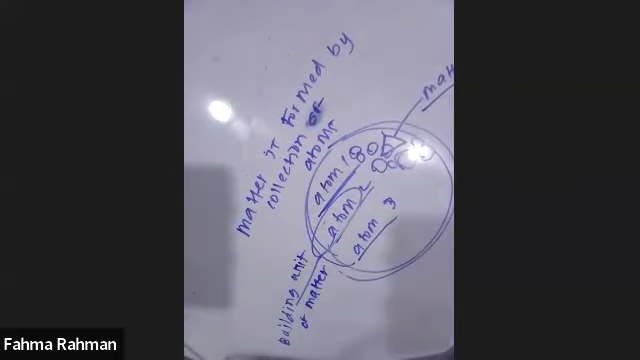 matter is formed by
collection of
atoms
matt
atom 1
atom 2
atom 3
Building unit
of matter
Fahma Rahman